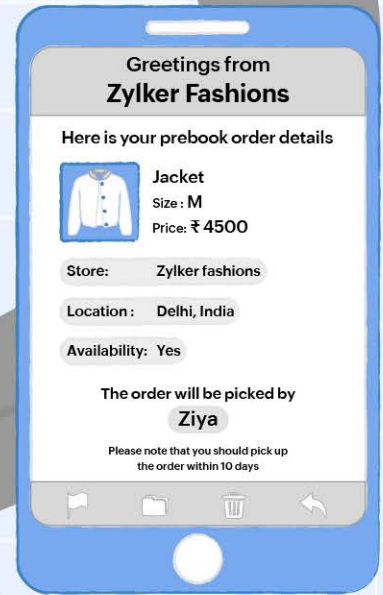 Greetings from
Zylker Fashions
Here is your prebook order details
Jacket
Size : M
Price: ₹ 4500
Store: Zylker fashions
Location : Delhi, India
Availability: Yes
The order will be picked by
Ziya
Please note that you should pick up
the order within 10 days